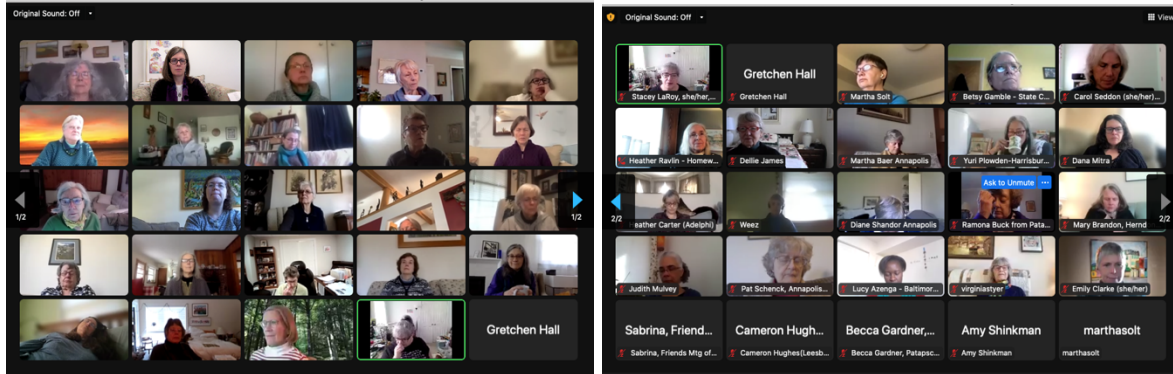 Original Sound: Off
1/2
1/2
Gretchen Hall
Original Sound: Off
View
Stacey LaRoy, she/her,...
Gretchen Hall
Gretchen Hall
Martha Solt
Betsy Gamble - State C...
Carol Seddon (she/her)...
Heather Ravlin - Homew...
Dellie James
Martha Baer Annapolis
Yuri Plowden-Harrisbur...
Dana Mitra
Ask to Unmute ...
2/2
eather Carter (Adelphi)
Weez
Diane Shandor Annapolis
Ramona Buck from Pata...
Mary Brandon, Hernd
2/2
Judith Mulvey
Pat Schenck, Annapolis...
Lucy Azenga - Baltimor...
virginiastyer
Emily Clarke (she/her)
Sabrina, Friend...
Cameron Hugh...
Becca Gardner,...
Amy Shinkman
marthasolt
Sabrina, Friends Mtg of...
Cameron Hughes(Leesb...
Becca Gardner, Patapsc...
Amy Shinkman
marthasolt